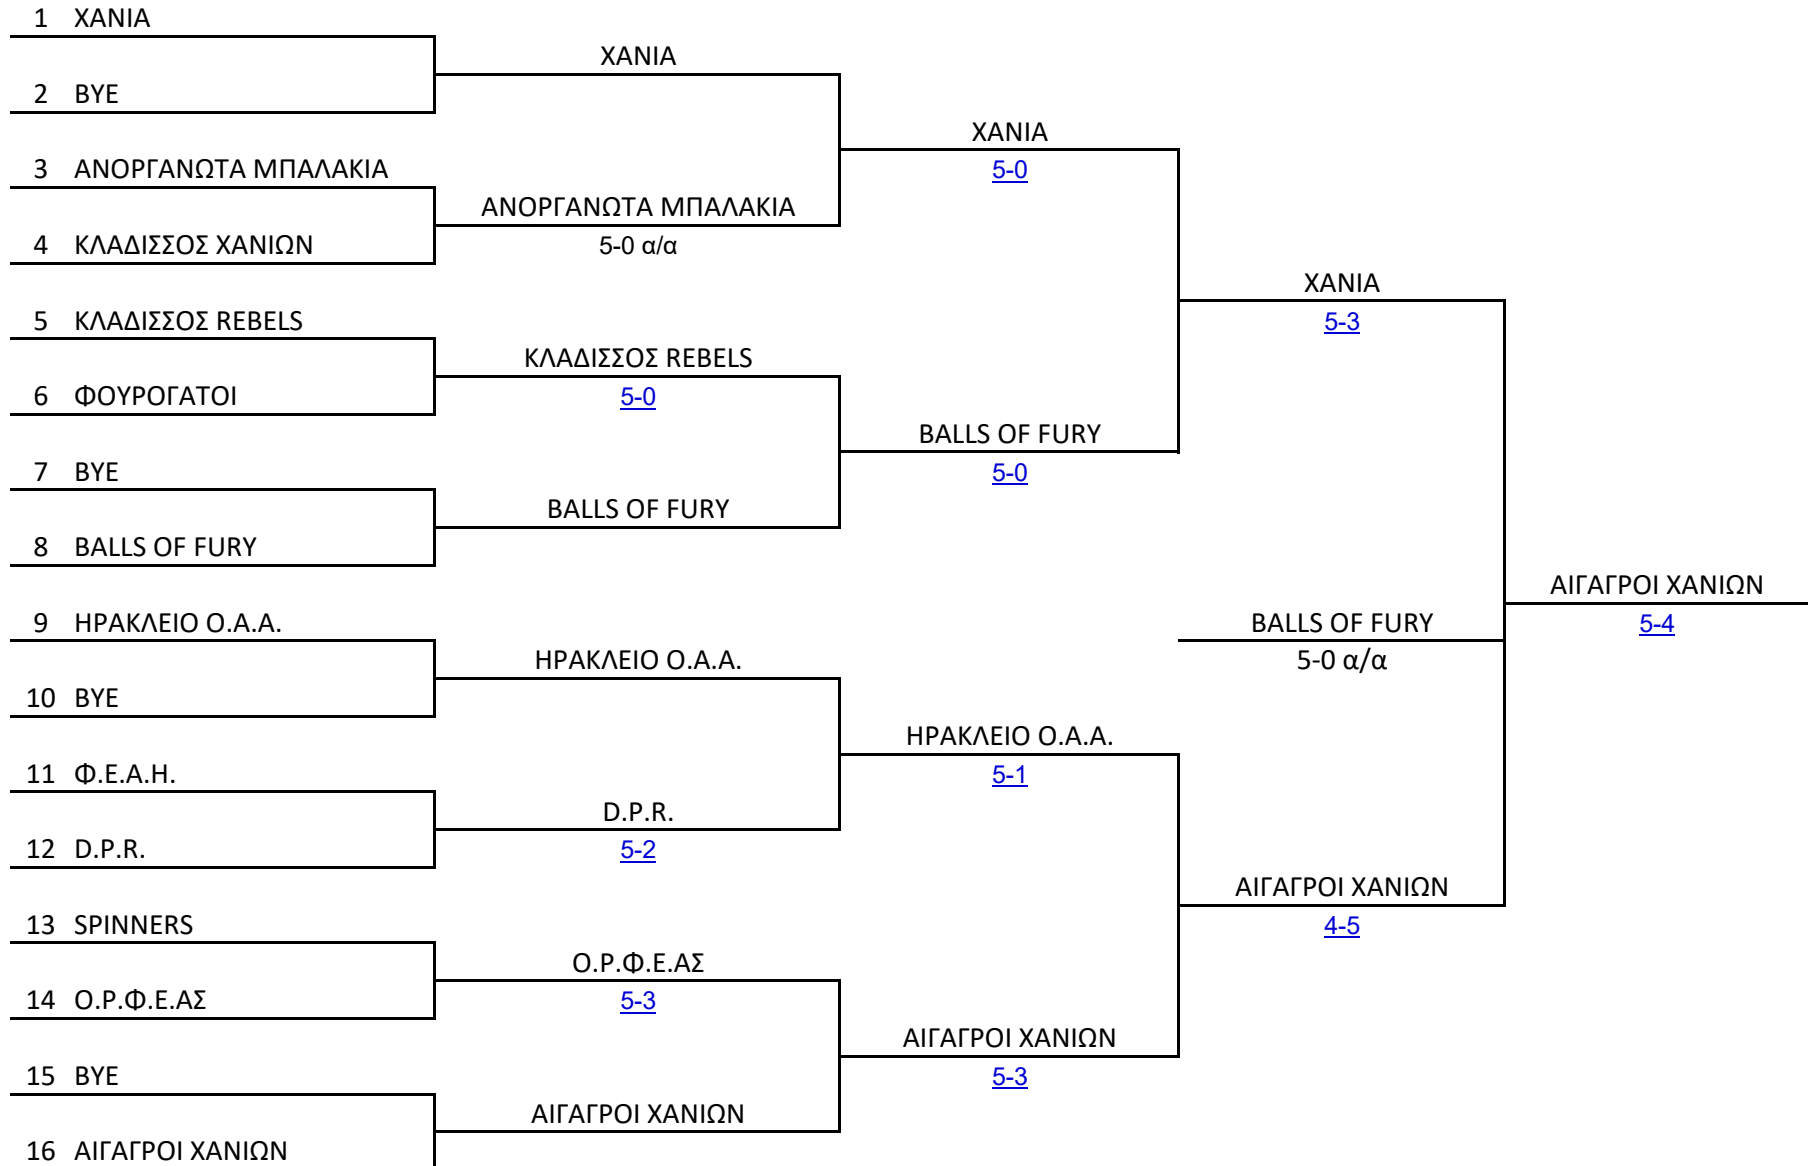 1 ΧΑΝΙΑ
ΧΑΝΙΑ
2 BYE
ΧΑΝΙΑ
5-0
3 ΑΝΟΡΓΑΝΩΤΑ ΜΠΑΛΑΚΙΑ
ΑΝΟΡΓΑΝΩΤΑ ΜΠΑΛΑΚΙΑ
5-0 α/α
4 ΚΛΑΔΙΣΣΟΣ ΧΑΝΙΩΝ
ΧΑΝΙΑ
5-3
5 ΚΛΑΔΙΣΣΟΣ REBELS
ΚΛΑΔΙΣΣΟΣ REBELS
5-0
6 ΦΟΥΡΟΓΑΤΟΙ
BALLS OF FURY
5-0
7 BYE
BALLS OF FURY
8 BALLS OF FURY
ΑΙΓΑΓΡΟΙ ΧΑΝΙΩΝ
5-4
9 ΗΡΑΚΛΕΙΟ Ο.Α.Α.
BALLS OF FURY
5-0 α/α
ΗΡΑΚΛΕΙΟ Ο.Α.Α.
10 BYE
ΗΡΑΚΛΕΙΟ Ο.Α.Α.
5-1
11 Φ.Ε.Α.Η.
D.P.R.
5-2
12 D.P.R.
ΑΙΓΑΓΡΟΙ ΧΑΝΙΩΝ
4-5
13 SPINNERS
Ο.Ρ.Φ.Ε.ΑΣ
5-3
14 Ο.Ρ.Φ.Ε.ΑΣ
ΑΙΓΑΓΡΟΙ ΧΑΝΙΩΝ
5-3
15 BYE
ΑΙΓΑΓΡΟΙ ΧΑΝΙΩΝ
16 ΑΙΓΑΓΡΟΙ ΧΑΝΙΩΝ